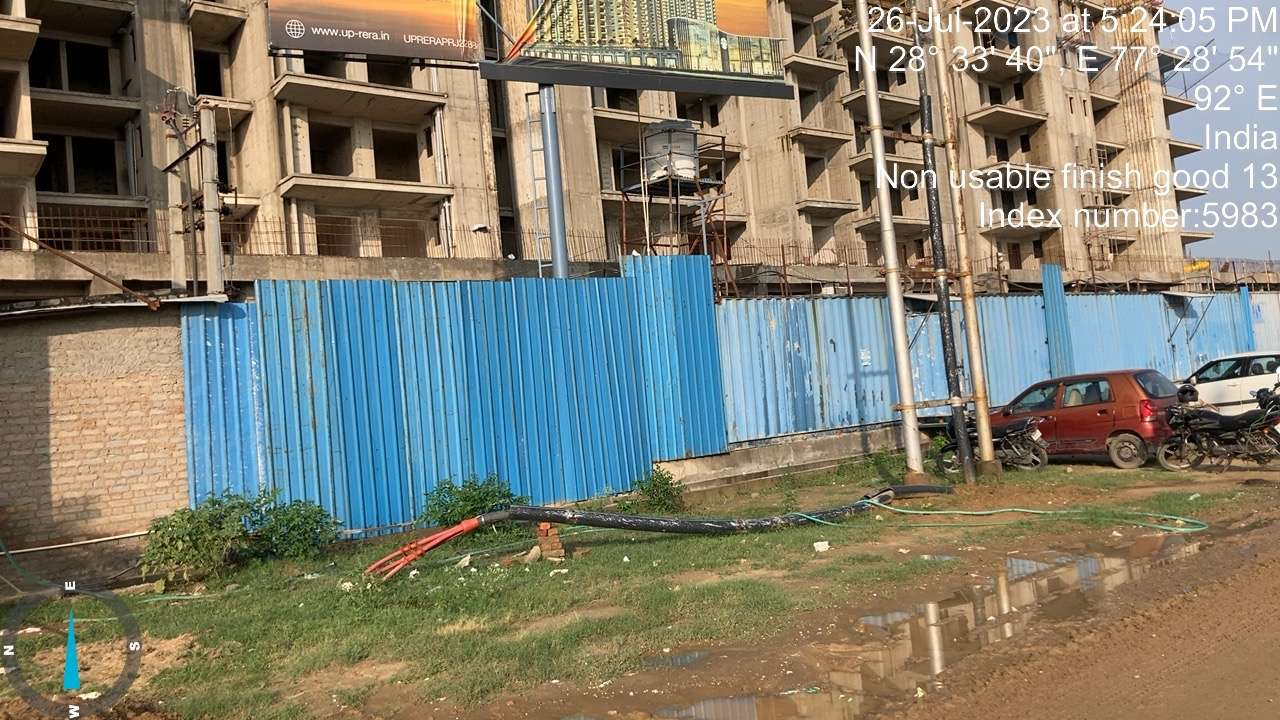 www.up-rera.in
26-Jul-2023 at 5:24:05 PM
N 28° 33' 40", E 77° 28' 54"
92° E
India
Non usable finish good 13
Index number:5983
E
N
S
W